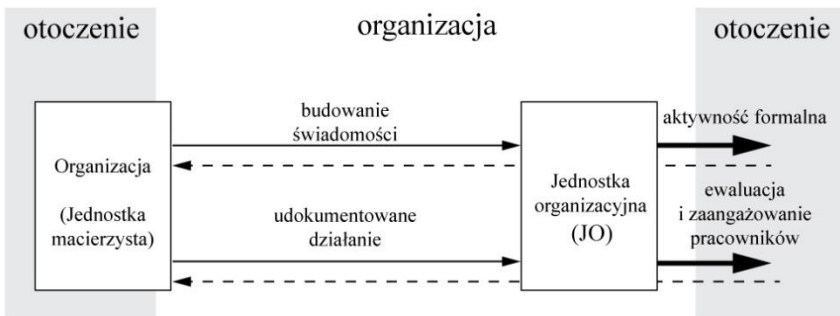 otoczenie
organizacja
otoczenie
Organizacja
(Jednostka
macierzysta)
budowanie
świadomości
udokumentowane
działanie
Jednostka
organizacyjna
(JO)
aktywność formalna
ewaluacja
i zaangażowanie
pracowników